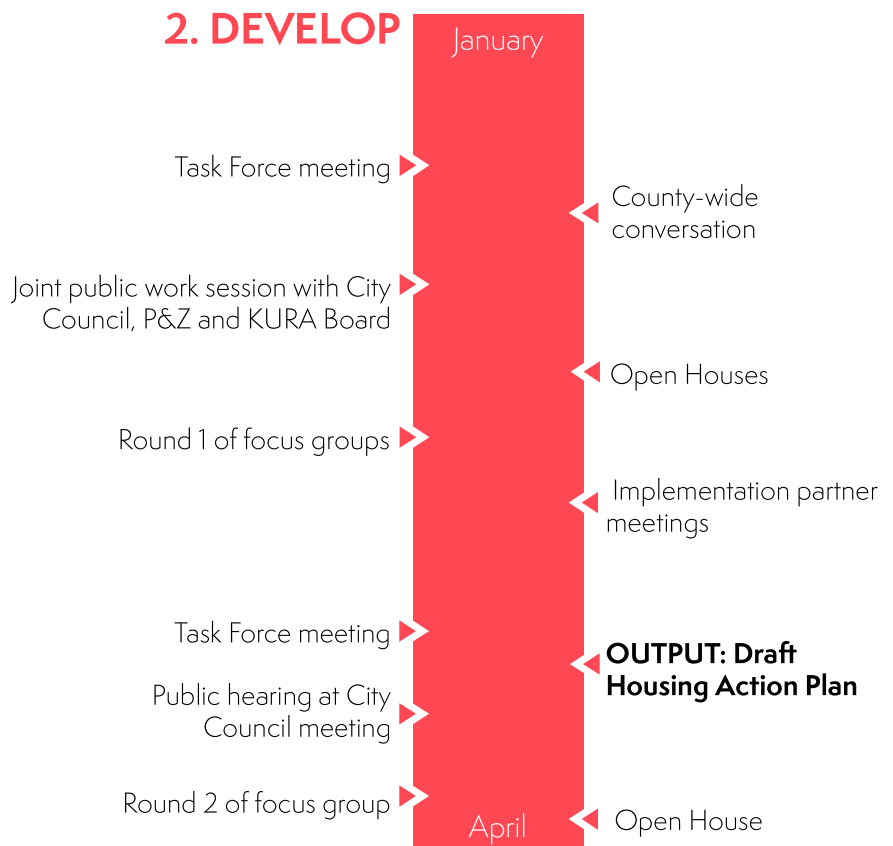 2. DEVELOP
January
Task Force meeting
County-wide
conversation
Joint public work session with City
Council, P&Z and KURA Board
Open Houses
Round 1 of focus groups
Implementation partner
meetings
Task Force meeting
OUTPUT: Draft
Housing Action Plan
Public hearing at City
Council meeting
Round 2 of focus group
April
Open House